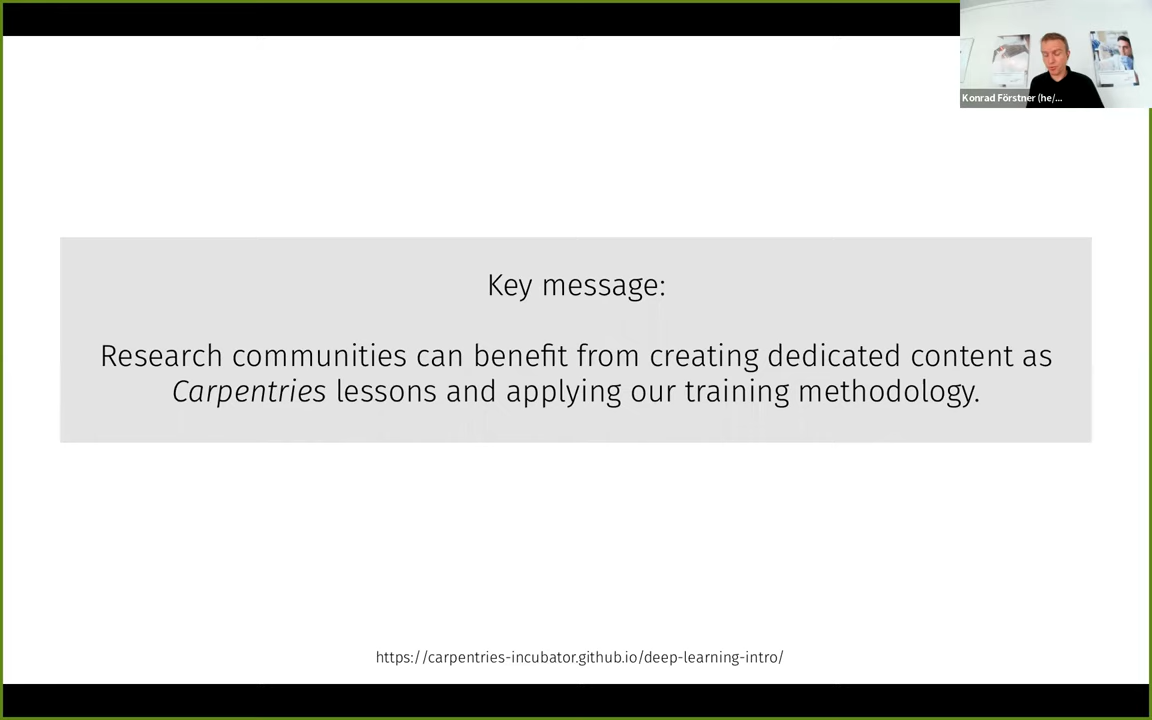 Konrad Förstner (he/...
Key message:
Research communities can benefit from creating dedicated content as
Carpentries lessons and applying our training methodology.
https://carpentries-incubator.github.io/deep-learning-intro/